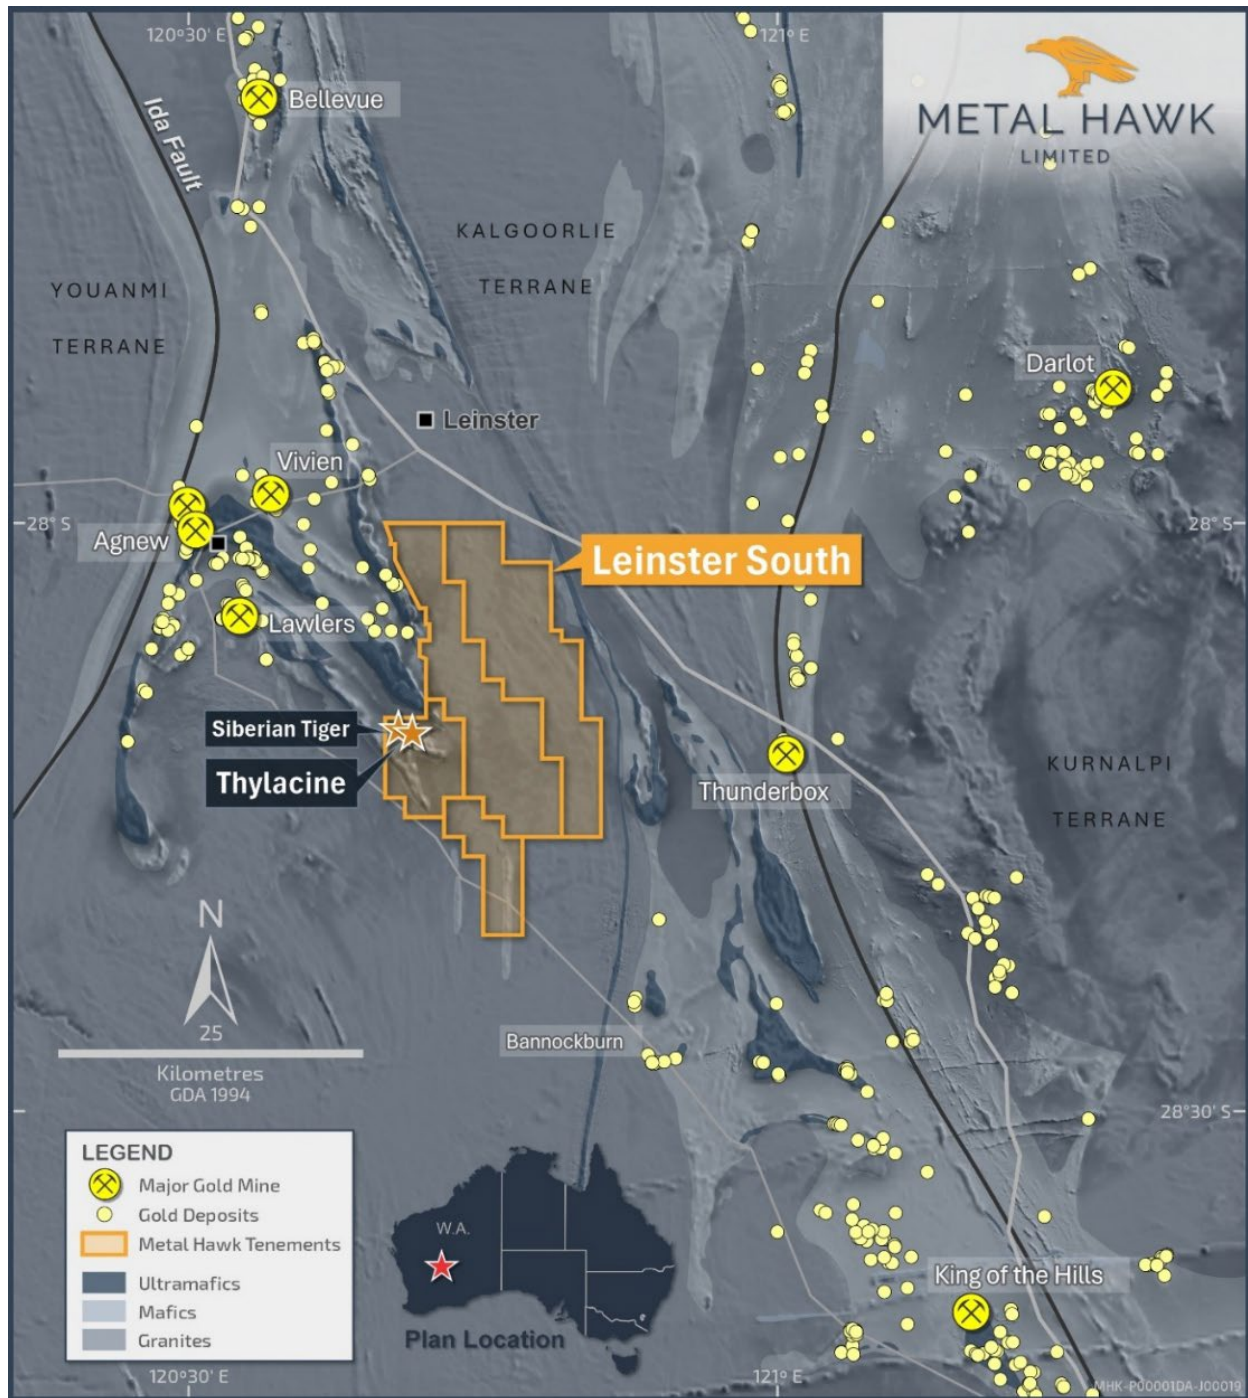 120°30' E
121° E
METAL HAWK
LIMITED
Bellevue
Ida Fault
KALGOORLIE
TERRANE
YOUANMI
TERRANE
Darlot
Leinster
Vivien
28° S
28° S
Agnew
Leinster South
Lawlers
Siberian Tiger
Thylacine
Thunderbox
KURNALPI
TERRANE
N
25
Kilometres
GDA 1994
Bannockburn
28°30' S
LEGEND
Major Gold Mine
Gold Deposits
Metal Hawk Tenements
Ultramafics
Mafics
Granites
W.A.
Plan Location
King of the Hills
120°30' E
121° E
MHK-P00001DA-J00019